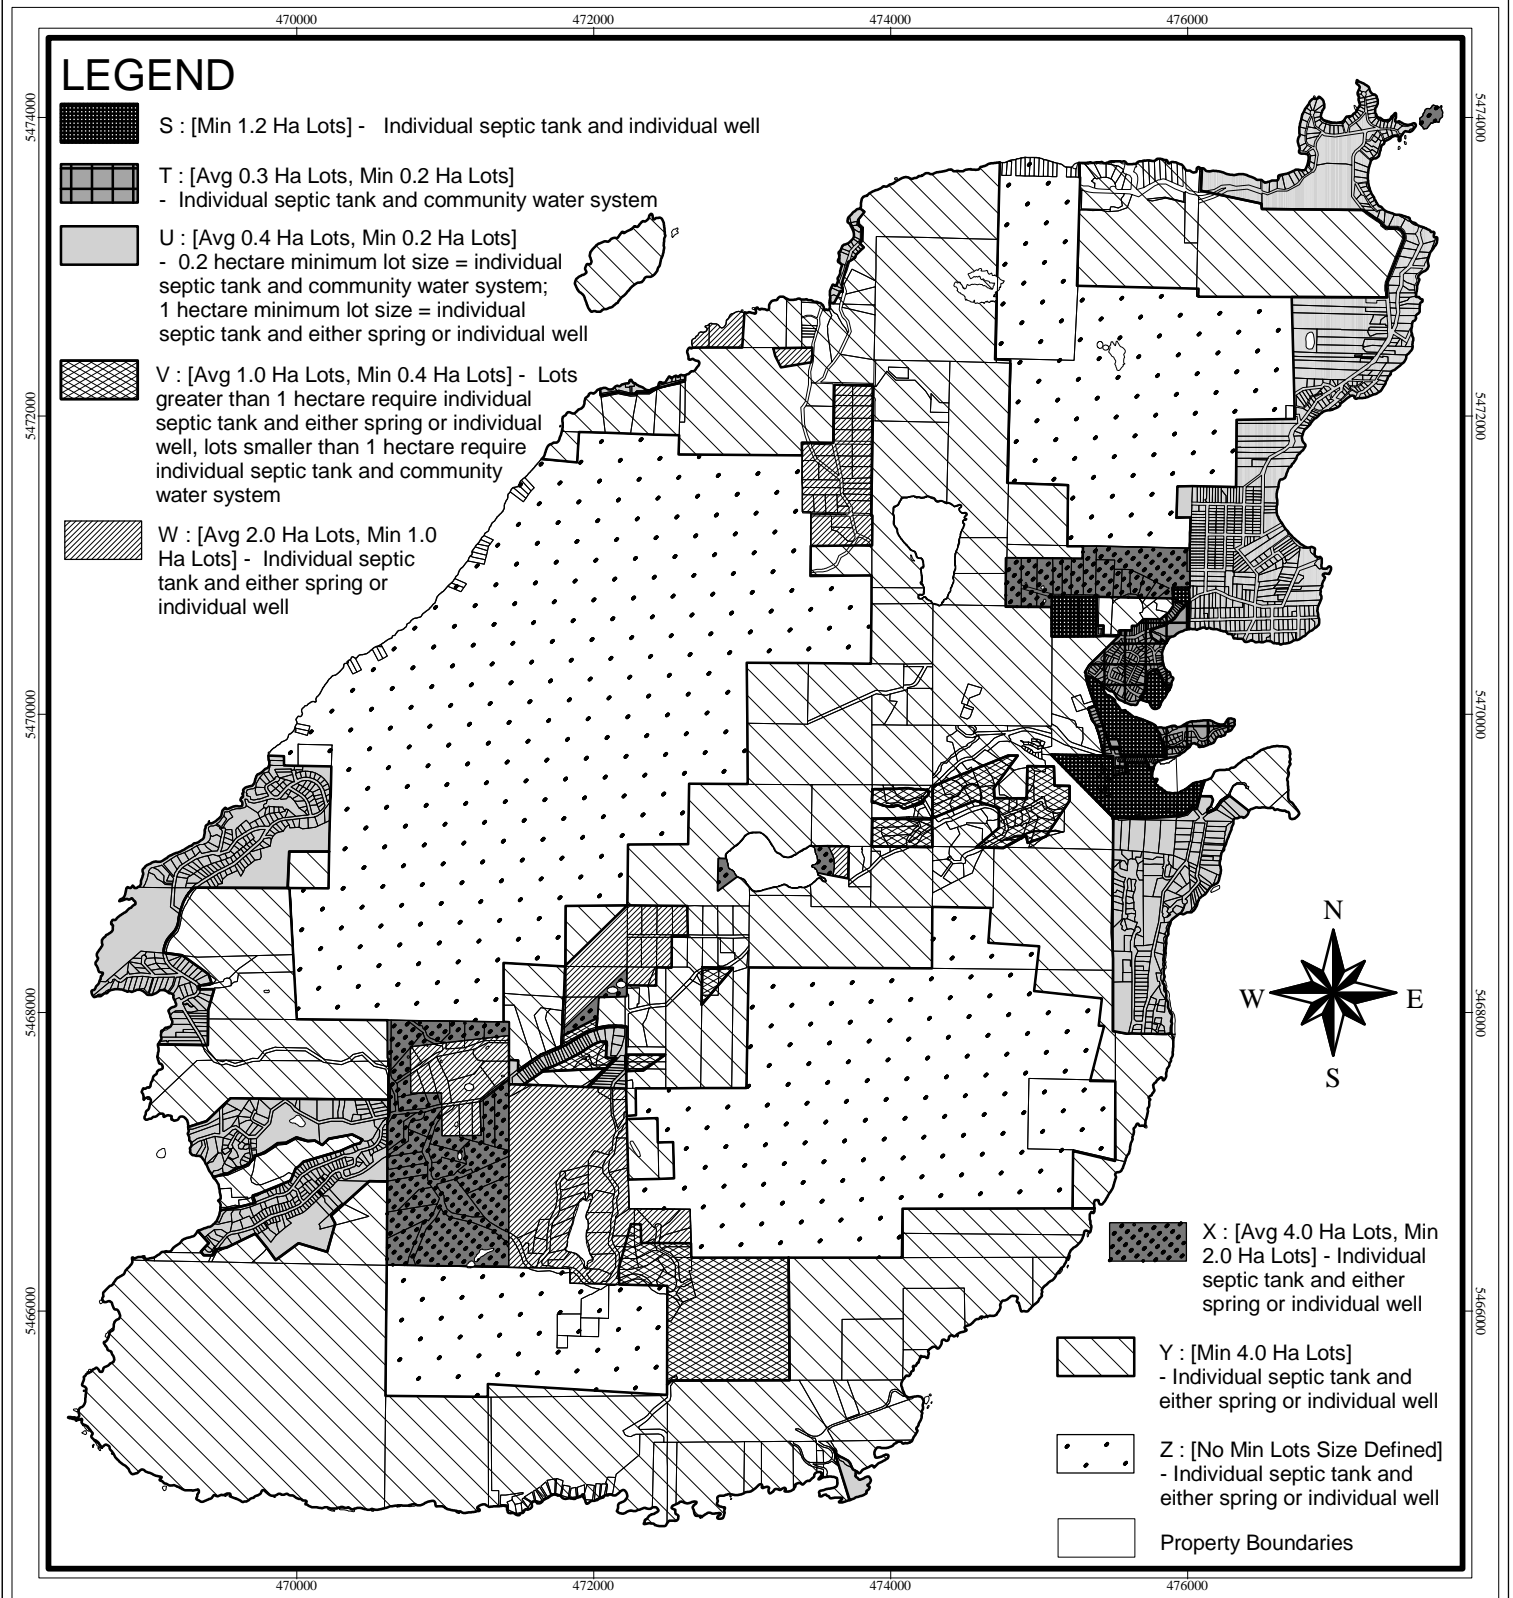 470000 472000 474000 476000
LEGEND
S : [Min 1.2 Ha Lots] - Individual septic tank and individual well
T : [Avg 0.3 Ha Lots, Min 0.2 Ha Lots]
- Individual septic tank and community water system
U : [Avg 0.4 Ha Lots, Min 0.2 Ha Lots]
- 0.2 hectare minimum lot size = individual
septic tank and community water system;
1 hectare minimum lot size = individual
septic tank and either spring or individual well
V : [Avg 1.0 Ha Lots, Min 0.4 Ha Lots] - Lots
greater than 1 hectare require individual
septic tank and either spring or individual
well, lots smaller than 1 hectare require
individual septic tank and community
water system
W : [Avg 2.0 Ha Lots, Min 1.0
Ha Lots] - Individual septic
tank and either spring or
individual well
5474000
5472000
5470000
5468000
5466000
5474000
5472000
5470000
5468000
5466000
N
W E
S
X : [Avg 4.0 Ha Lots, Min
2.0 Ha Lots] - Individual
septic tank and either
spring or individual well
Y : [Min 4.0 Ha Lots]
- Individual septic tank and
either spring or individual well
Z : [No Min Lots Size Defined]
- Individual septic tank and
either spring or individual well
Property Boundaries
470000 472000 474000 476000